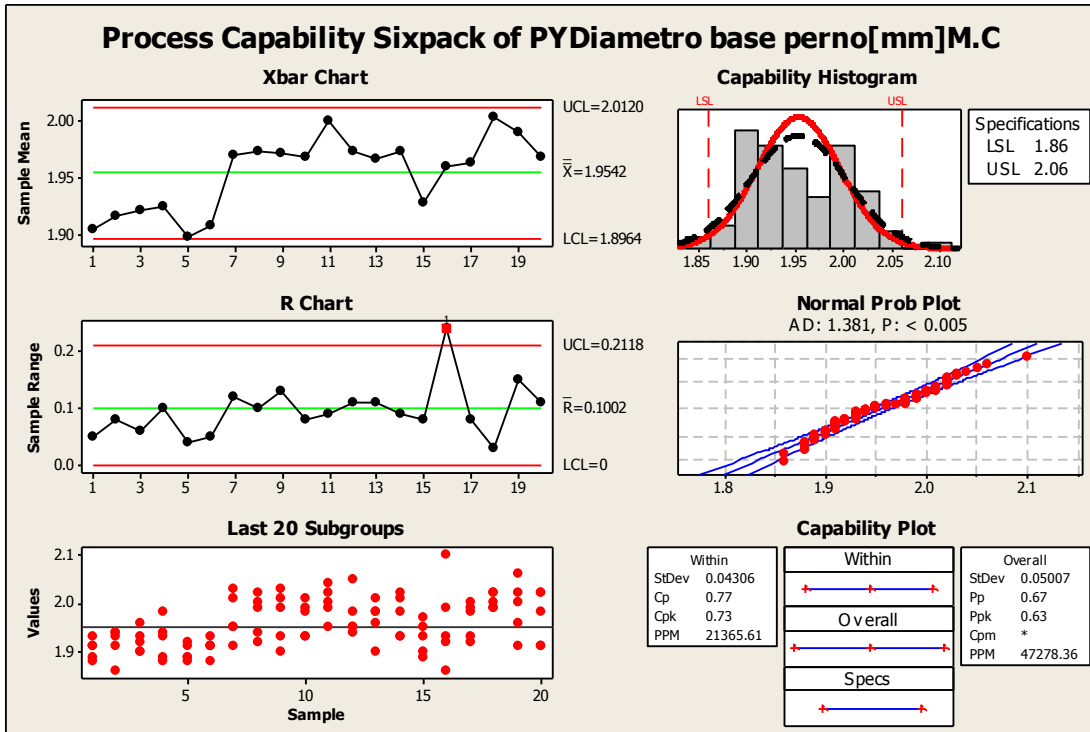 Process Capability Sixpack of PYDiametro base perno[mm]M.C
Xbar Chart
Sample Mean
2.00
1.95
1.90
1 3 5 7 9 11 13 15 17 19
UCL=2.0120
X=1.9542
LCL=1.8964
Capability Histogram
LSL USL
1.85 1.90 1.95 2.00 2.05 2.10
Specifications
LSL 1.86
USL 2.06
R Chart
Sample Range
0.2
0.1
0.0
1
1 3 5 7 9 11 13 15 17 19
UCL=0.2118
R=0.1002
LCL=0
Normal Prob Plot
AD: 1.381, P: < 0.005
1.8 1.9 2.0 2.1
Last 20 Subgroups
Values
2.1
2.0
1.9
5 10 15 20
Sample
Capability Plot
Within
StDev 0.04306
Cp 0.77
Cpk 0.73
PPM 21365.61
Within
Overall
Specs
Overall
StDev 0.05007
Pp 0.67
Ppk 0.63
Cpm *
PPM 47278.36